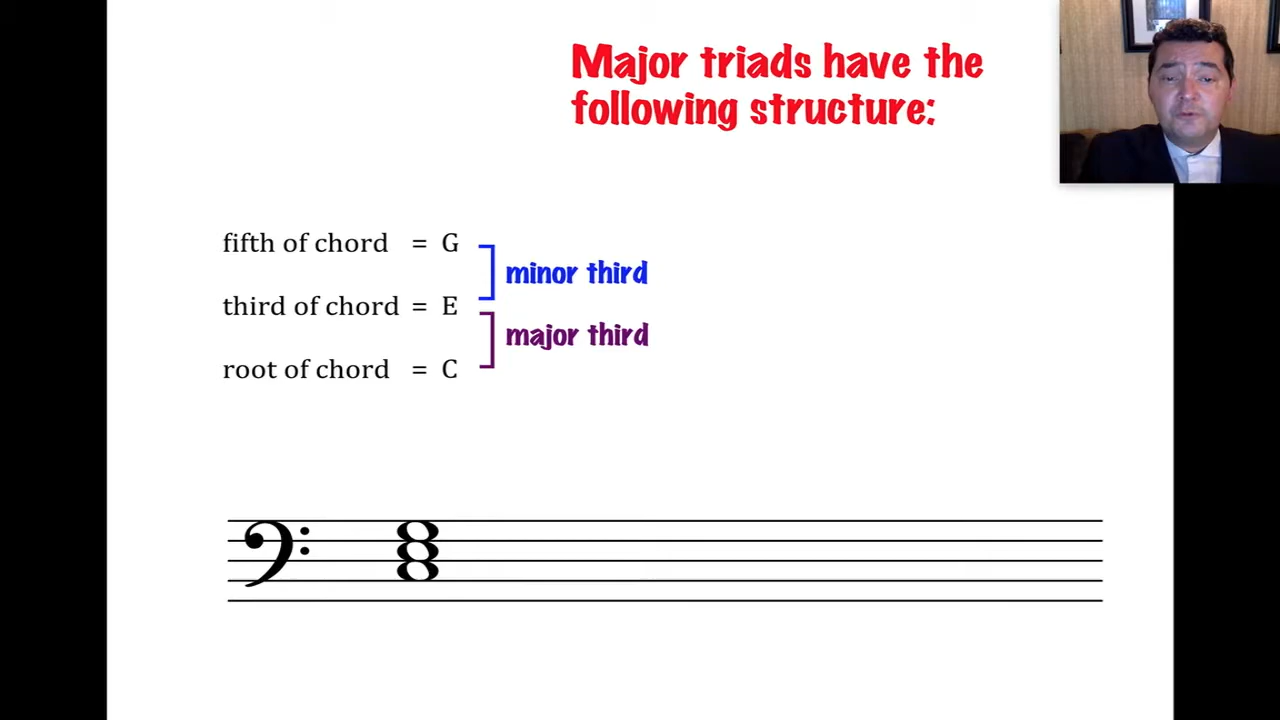 Major triads have the
following structure:
fifth of chord = G
minor third
third of chord = E
major third
root of chord = C